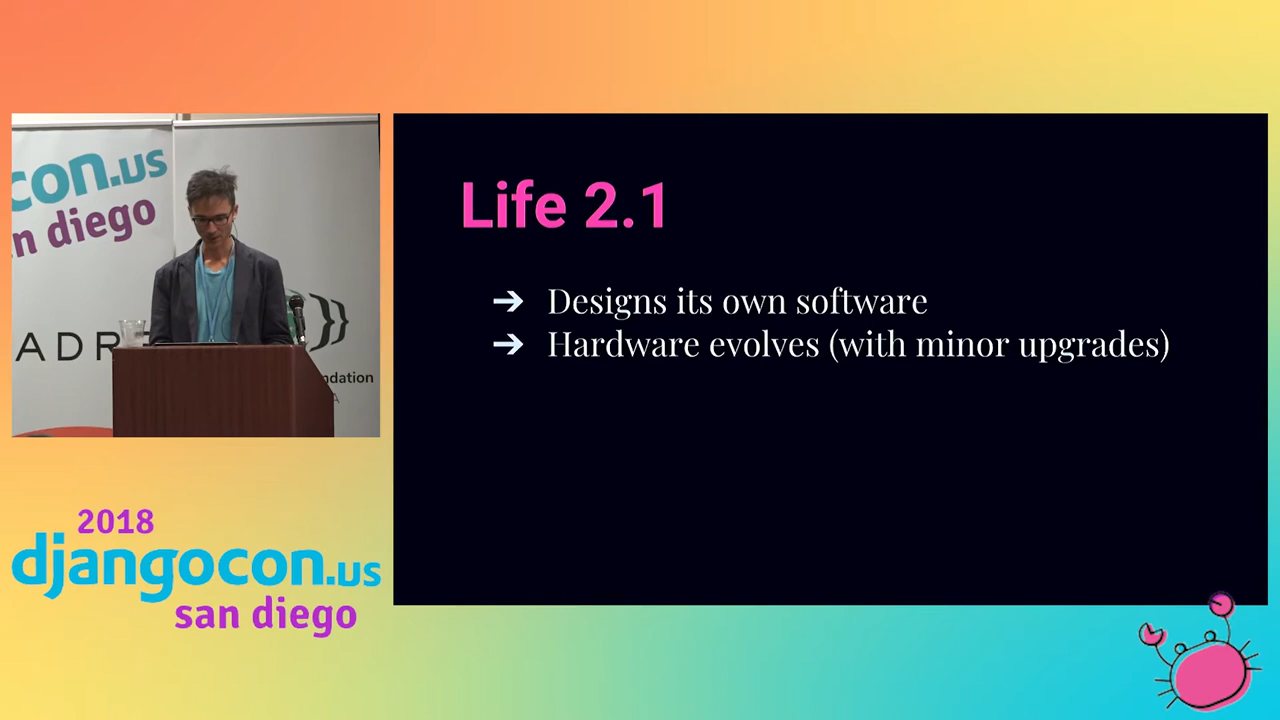 con.us
n diego
ADR
ndation
Life 2.1
➔ Designs its own software
➔ Hardware evolves (with minor upgrades)
2018
djangocon.us
san diego